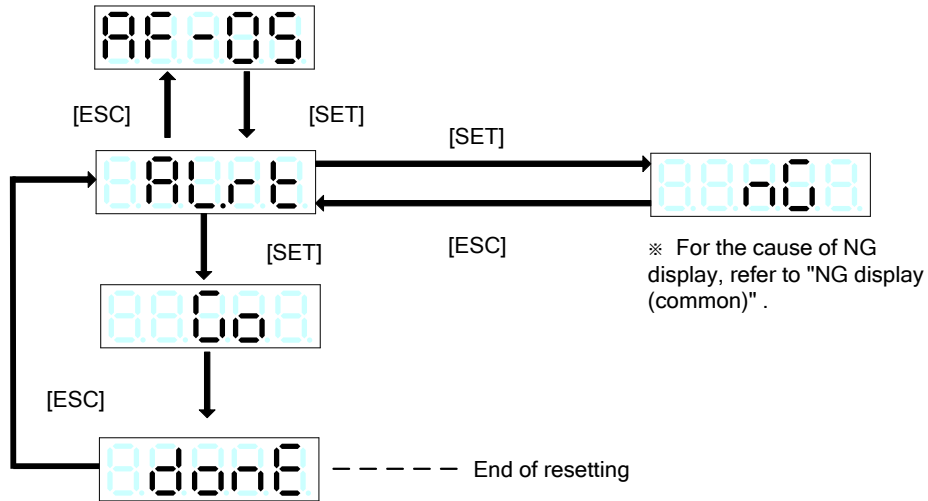 AF-05
[ESC]
[SET]
[SET]
AL.rt
nG
[ESC]
[SET]
※ For the cause of NG
display, refer to "NG display
(common)" .
Go
[ESC]
donE
End of resetting